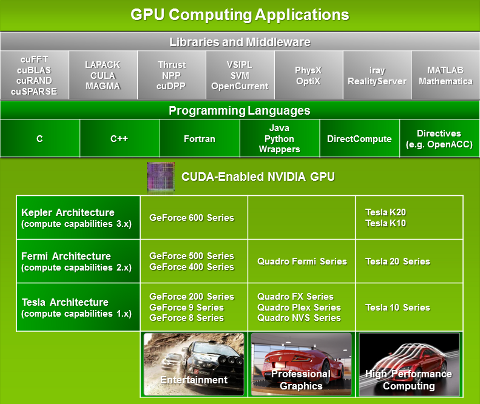 GPU Computing Applications
Libraries and Middleware
cuFFT
cuBLAS
cuRAND
cuSPARSE
LAPACK
CULA
MAGMA
Thrust
NPP
cuDPP
VSIPL
SVM
OpenCurrent
PhysX
OptiX
iray
RealityServer
MATLAB
Mathematica
Programming Languages
C
C++
Fortran
Java
Python
Wrappers
DirectCompute
Directives
(e.g. OpenACC)
CUDA-Enabled NVIDIA GPU
Kepler Architecture
(compute capabilities 3.x)
GeForce 600 Series
Tesla K20
Tesla K10
Fermi Architecture
(compute capabilities 2.x)
GeForce 500 Series
GeForce 400 Series
Quadro Fermi Series
Tesla 20 Series
Tesla Architecture
(compute capabilities 1.x)
GeForce 200 Series
GeForce 9 Series
GeForce 8 Series
Quadro FX Series
Quadro Plex Series
Quadro NVS Series
Tesla 10 Series
Entertainment
Professional
Graphics
High Performance
Computing